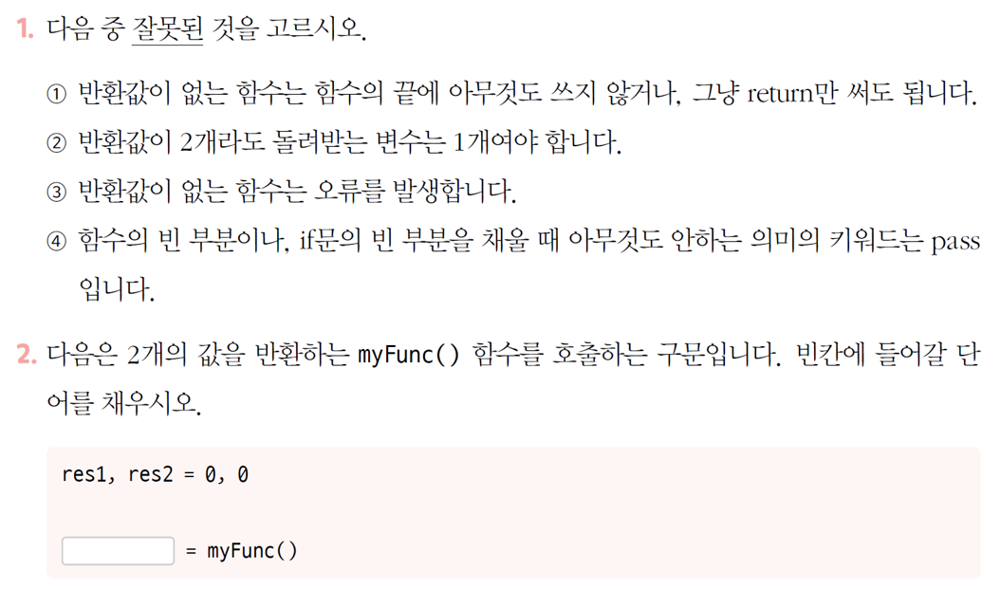 1. 다음 중 잘못된 것을 고르시오.
① 반환값이 없는 함수는 함수의 끝에 아무것도 쓰지 않거나, 그냥 return만 써도 됩니다.
② 반환값이 2개라도 돌려받는 변수는 1개여야 합니다.
③ 반환값이 없는 함수는 오류를 발생합니다.
④ 함수의 빈 부분이나, if문의 빈 부분을 채울 때 아무것도 안하는 의미의 키워드는 pass
입니다.
2. 다음은 2개의 값을 반환하는 myFunc() 함수를 호출하는 구문입니다. 빈칸에 들어갈 단
어를 채우시오.
res1, res2 = 0, 0
= myFunc()